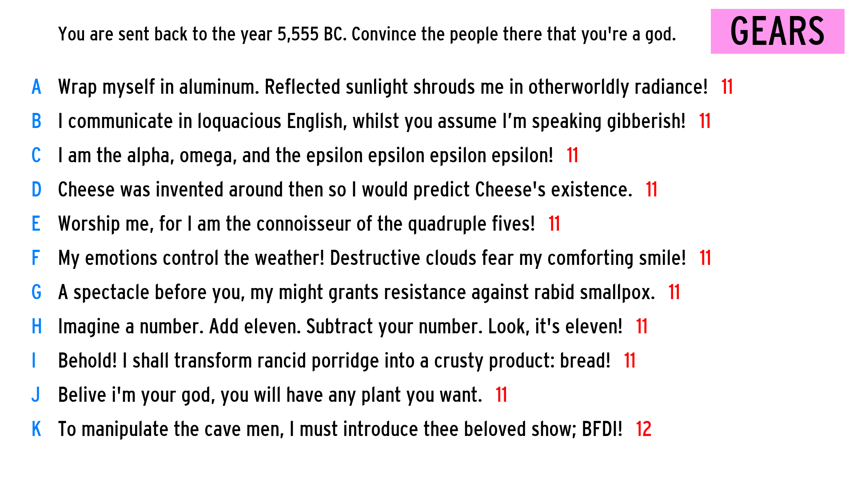 You are sent back to the year 5,555 BC. Convince the people there that you're a god.
GEARS
A Wrap myself in aluminum. Reflected sunlight shrouds me in otherworldly radiance! 11
B I communicate in loquacious English, whilst you assume I'm speaking gibberish! 11
C I am the alpha, omega, and the epsilon epsilon epsilon epsilon! 11
D Cheese was invented around then so I would predict Cheese's existence. 11
E Worship me, for I am the connoisseur of the quadruple fives! 11
F My emotions control the weather! Destructive clouds fear my comforting smile! 11
G A spectacle before you, my might grants resistance against rabid smallpox. 11
H Imagine a number. Add eleven. Subtract your number. Look, it's eleven! 11
I Behold! I shall transform rancid porridge into a crusty product: bread! 11
J Belive i'm your god, you will have any plant you want. 11
K To manipulate the cave men, I must introduce thee beloved show; BFDI! 12